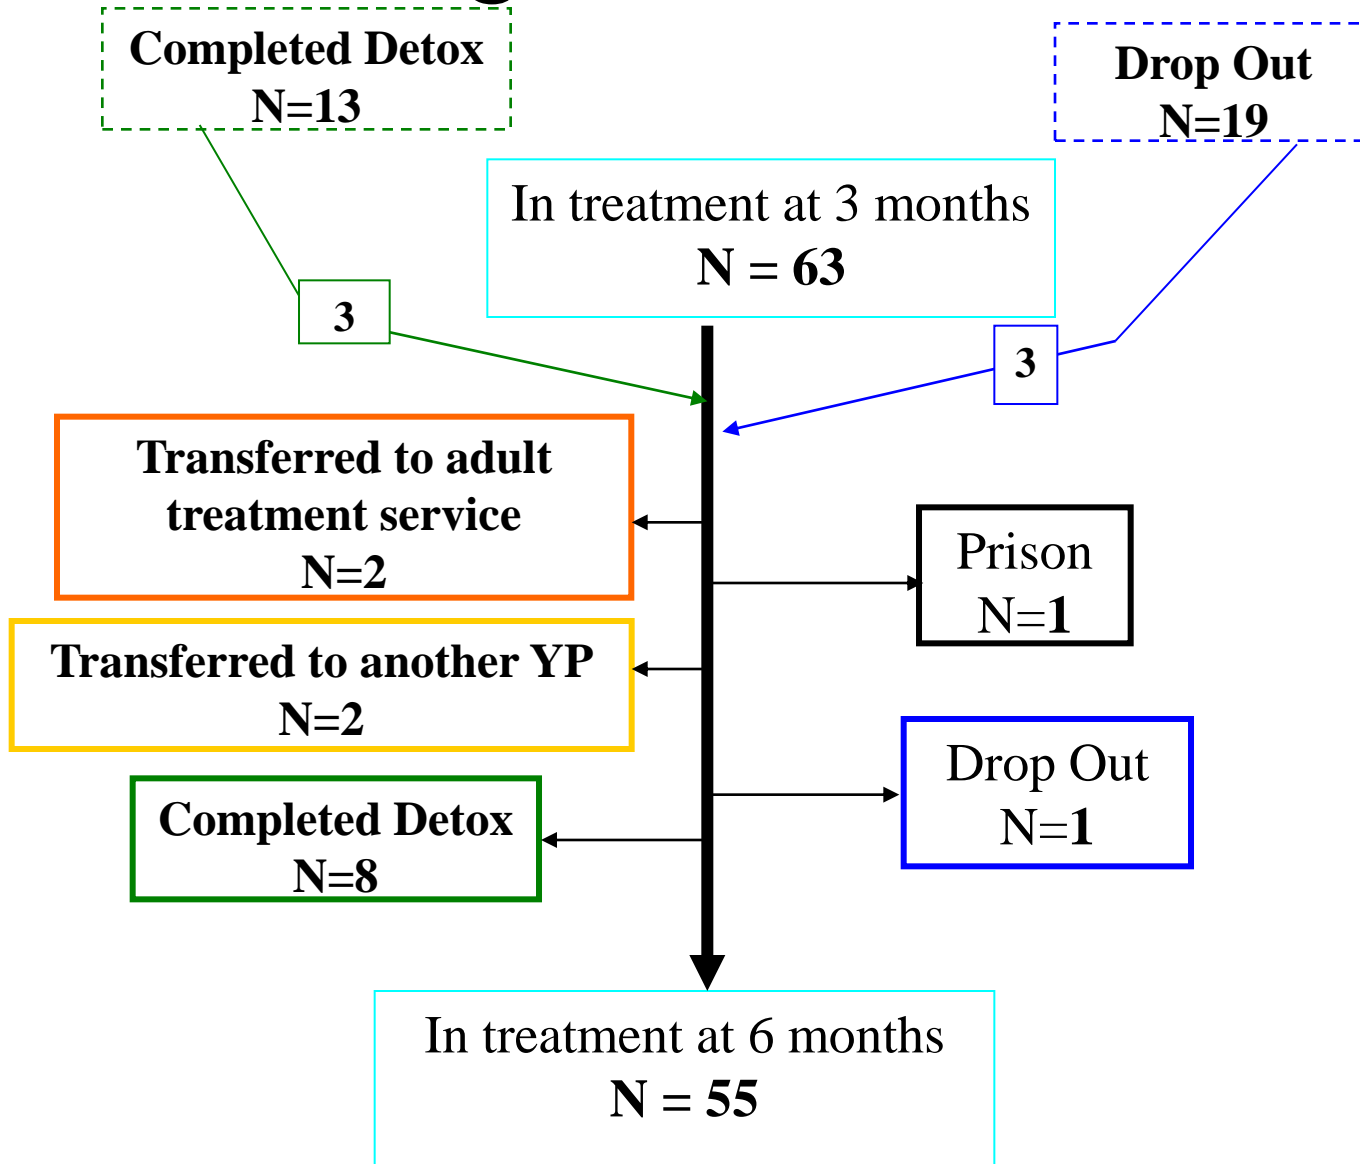 Completed Detox
N=13
Drop Out
N=19
In treatment at 3 months
N = 63
3
3
Transferred to adult
treatment service
N=2
Prison
N=1
Transferred to another YP
N=2
Drop Out
N=1
Completed Detox
N=8
In treatment at 6 months
N = 55